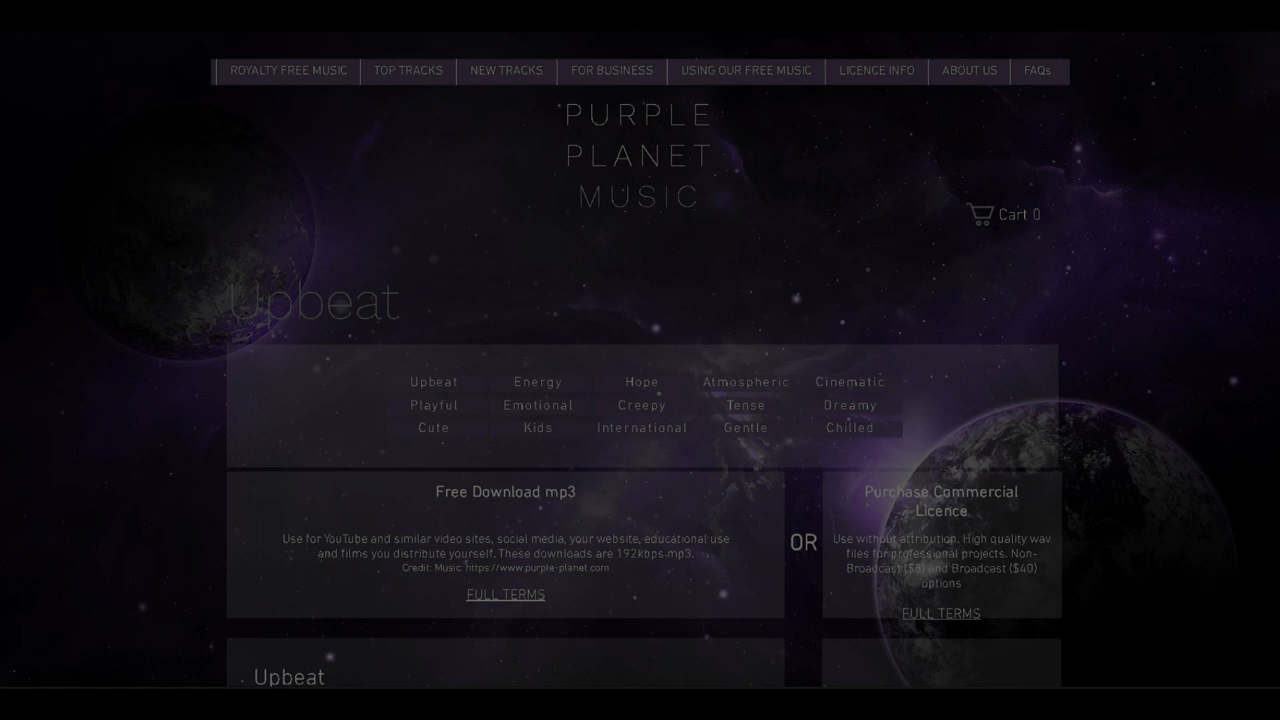 ROYALTY FREE MUSIC TOP TRACKS NEW TRACKS FOR BUSINESS USING OUR FREE MUSIC LICENCE INFO ABOUT US FAQs
PURPLE
PLANET
MUSIC
Cart 0
Upbeat
Upbeat Energy Hope Atmospheric Cinematic
Playful Emotional Creepy Tense Dreamy
Cute Kids International Gentle Chilled
Free Download mp3
Use for YouTube and similar video sites, social media, your website, educational use
and films you distribute yourself. These downloads are 192kbps mp3.
Credit: Music: https://www.purple-planet.com
FULL TERMS
OR
Purchase Commercial
Licence
Use without attribution. High quality wav
files for professional projects. Non-
Broadcast ($8) and Broadcast ($40)
options
FULL TERMS
Upbeat